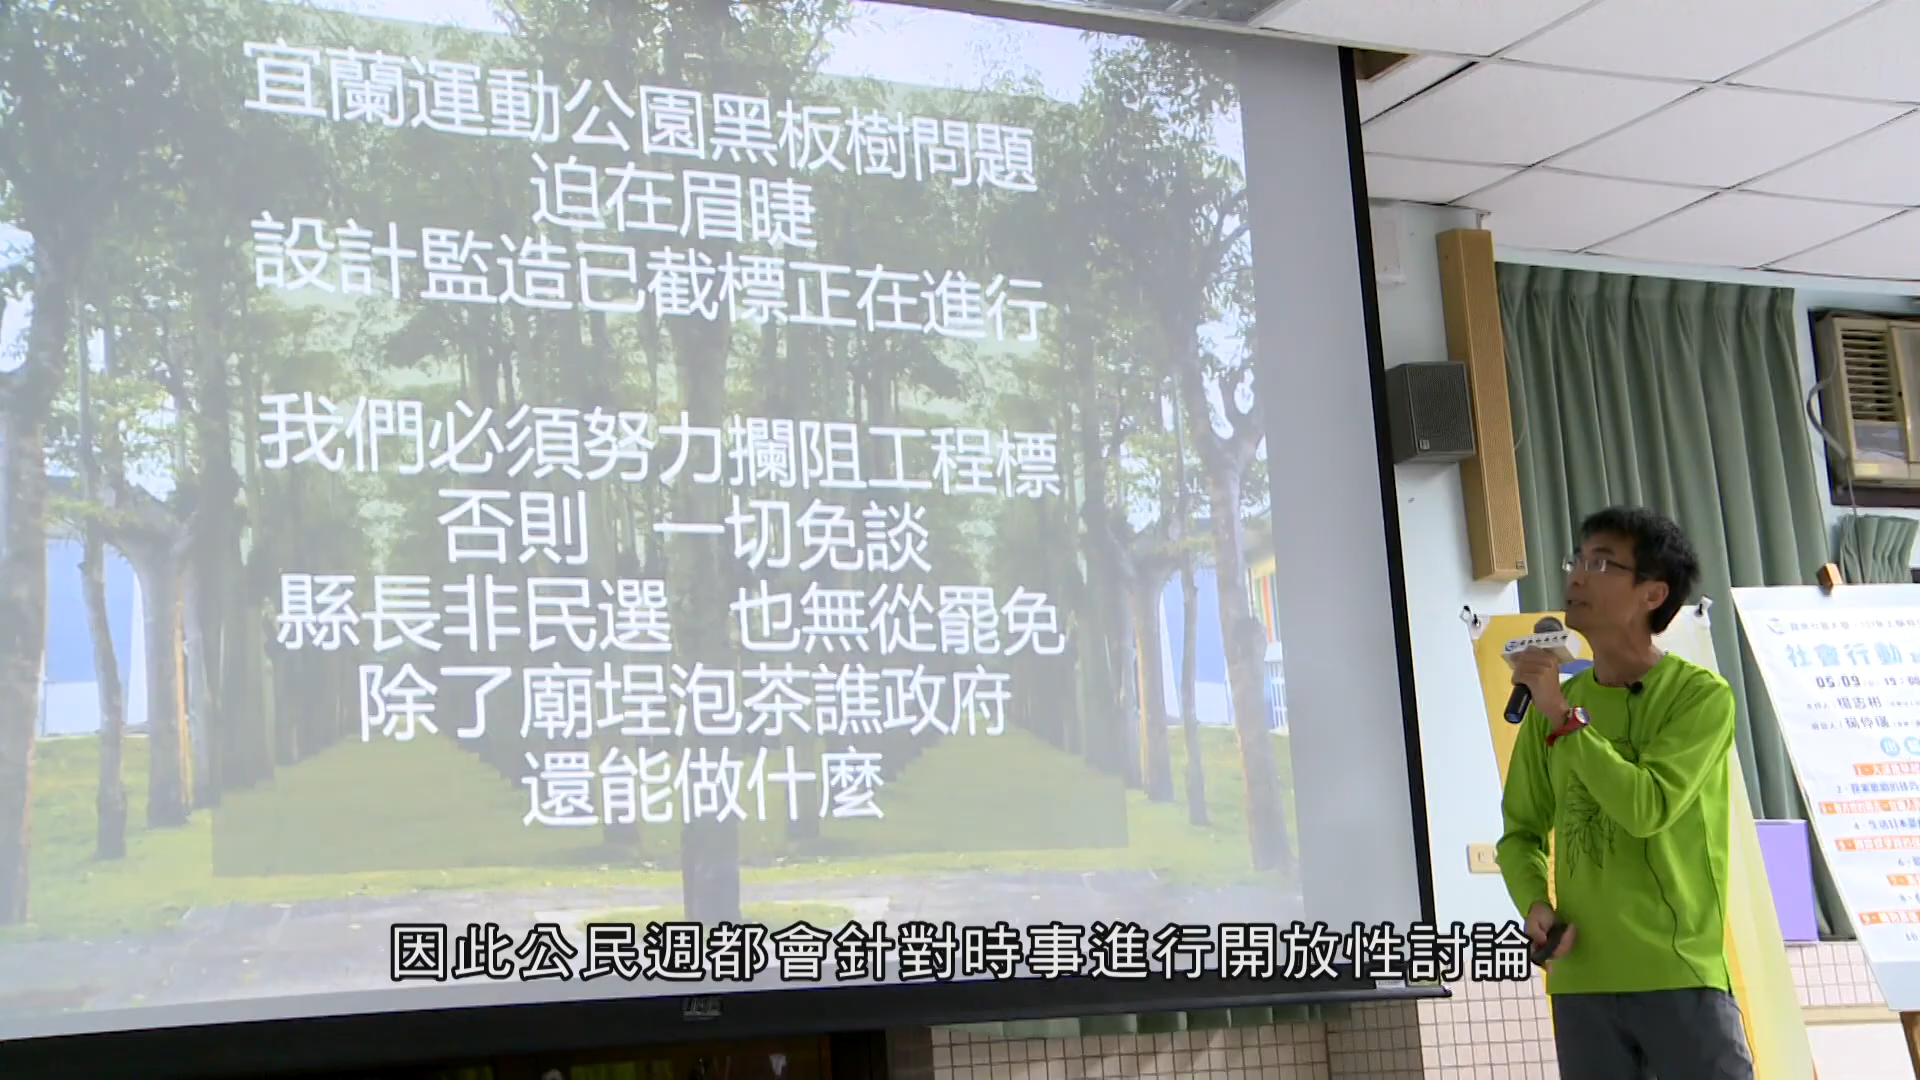 宜蘭運動公園黑板樹問題
迫在眉睫
設計監造已截標正在進行
我們必須努力攔阻工程標
否則 一切免談
縣長非民選 也無從罷免
除了廟埕泡茶譙政府
還能做什麼
社會行動
05/09
因此公民週都會針對時事進行開放性討論